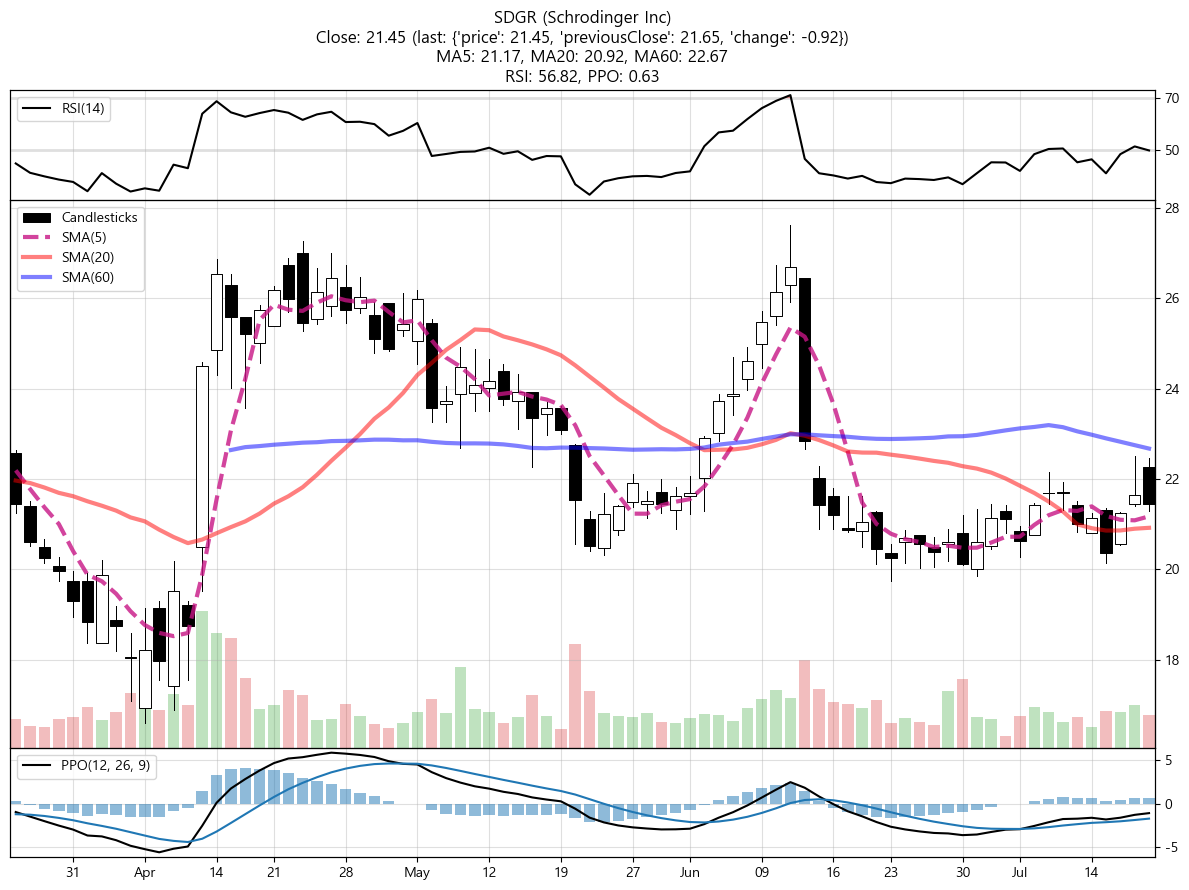 SDGR (Schrodinger Inc)
Close: 21.45 (last: {'price': 21.45, 'previousClose': 21.65, 'change': -0.92})
MA5: 21.17, MA20: 20.92, MA60: 22.67
RSI: 56.82, PPO: 0.63
RSI(14)
70
50
Candlesticks
SMA(5)
SMA(20)
SMA(60)
28
26
24
22
20
18
PPO(12, 26, 9)
5
0
-5
31 Apr 14 21 28 May 12 19 27 Jun 09 16 23 30 Jul 14